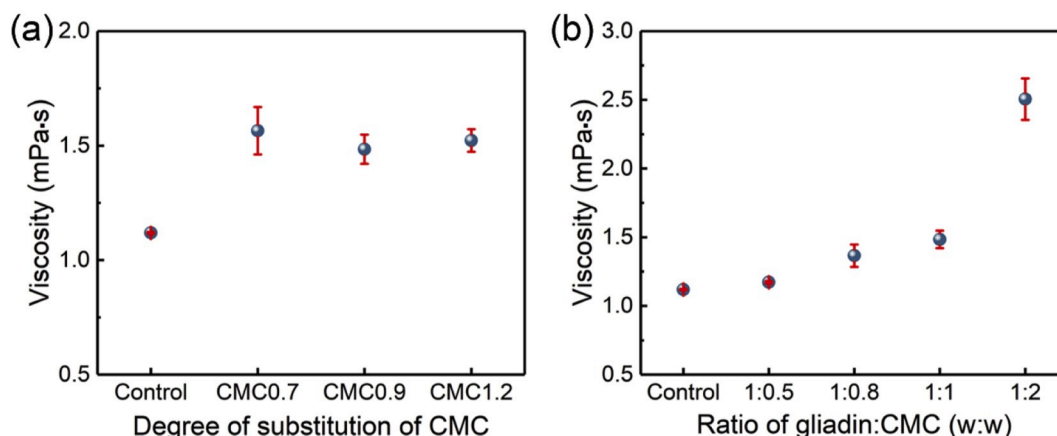 (a)
2.0
1.5
1.0
0.5
Viscosity (mPa·s)
Control CMC0.7 CMC0.9 CMC1.2
Degree of substitution of CMC
(b)
3.0
2.5
2.0
1.5
1.0
0.5
Viscosity (mPa·s)
Control 1:0.5 1:0.8 1:1 1:2
Ratio of gliadin:CMC (w:w)